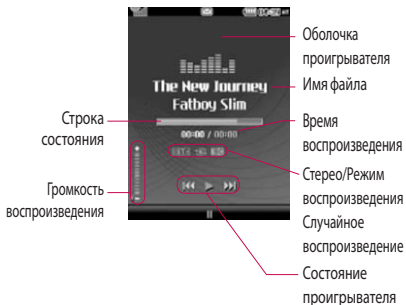 Оболочка
проигрывателя
The New Journey
Fatboy Slim
Имя файла
Строка
состояния
00:00 / 00:00
Время
воспроизведения
Стерео/Режим
воспроизведения
Случайное
воспроизведение
Громкость
воспроизведения
Состояние
проигрывателя